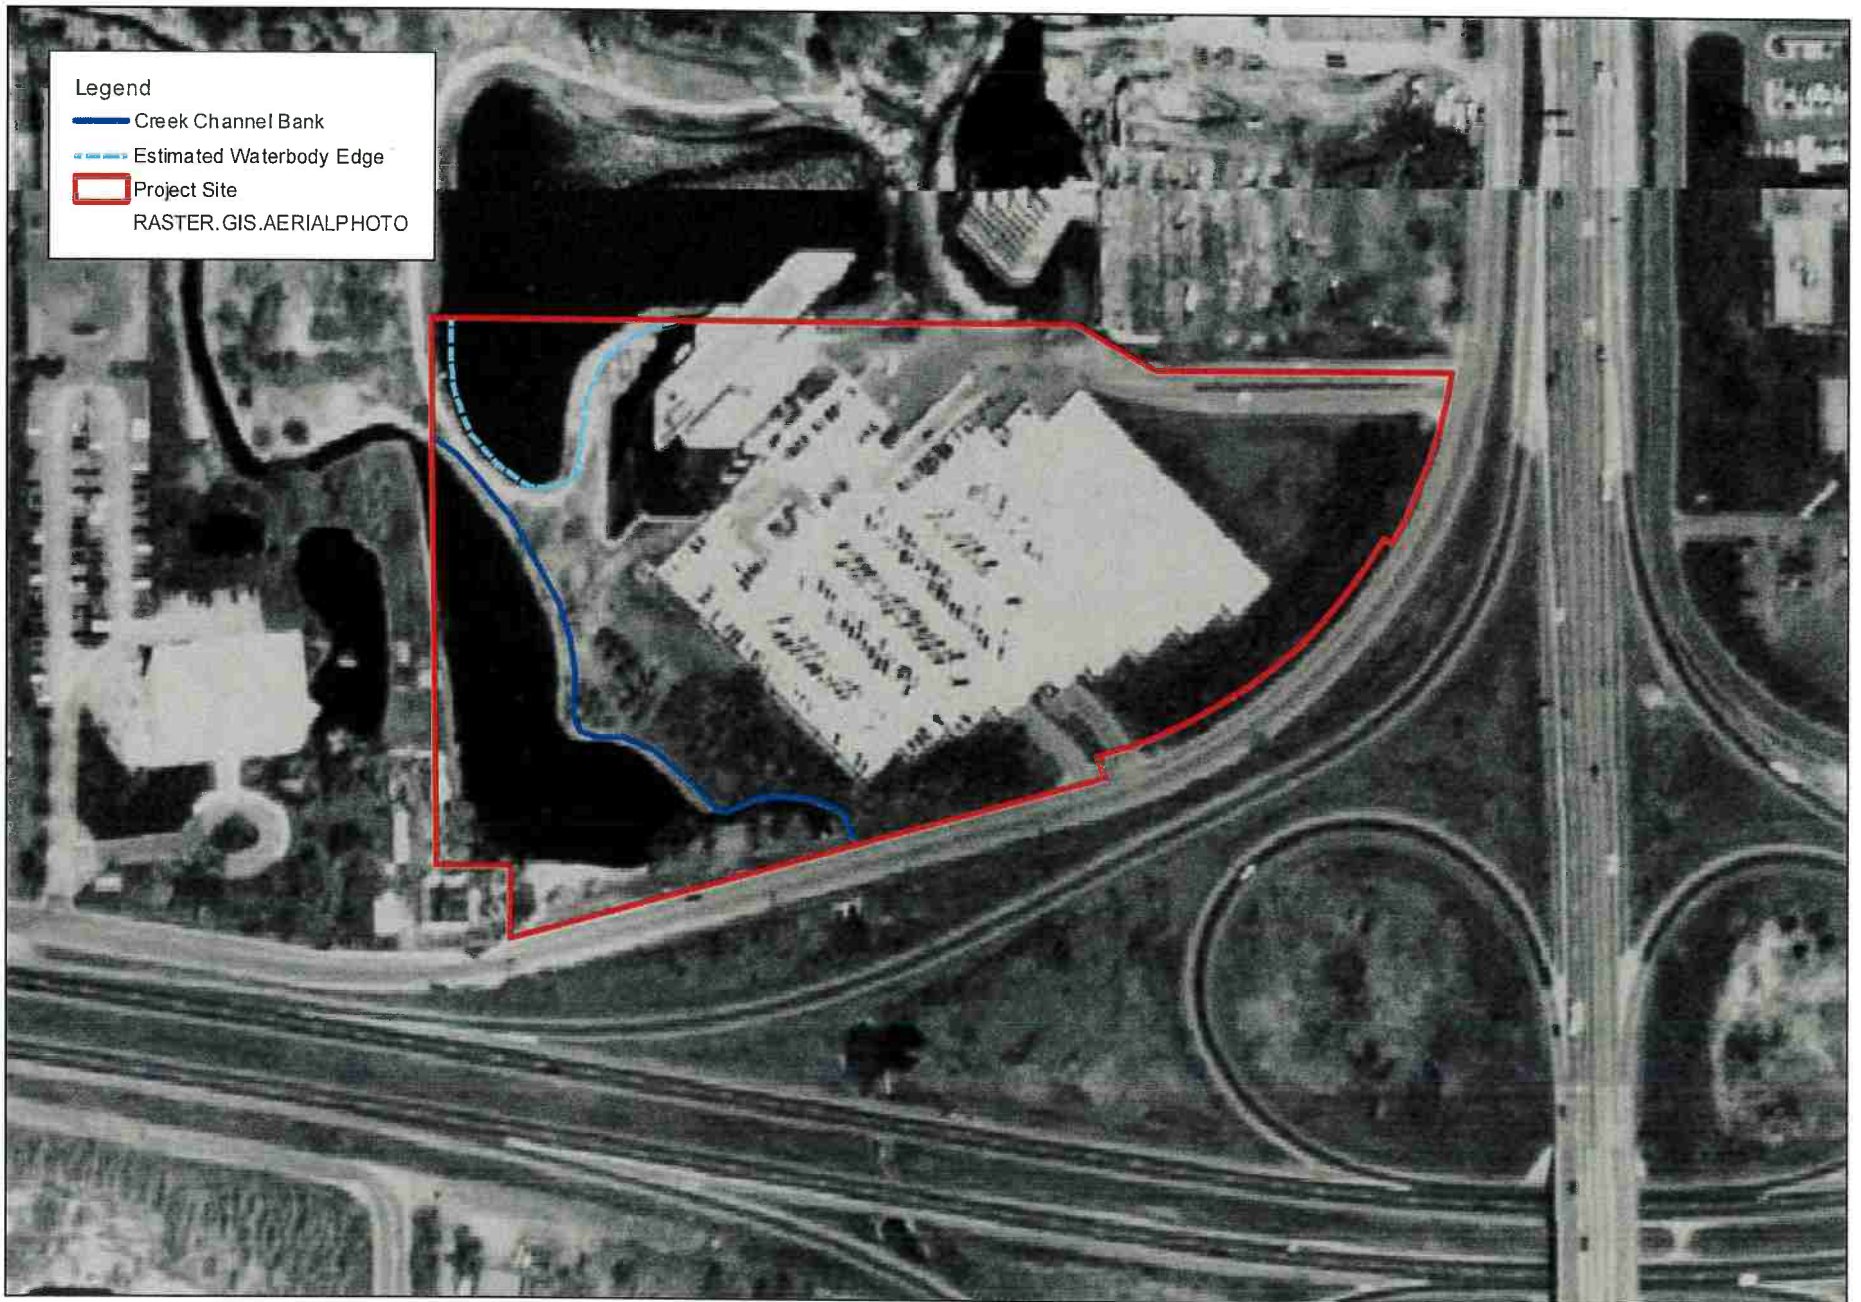 Legend
Creek Channel Bank
Estimated Waterbody Edge
Project Site
RASTER.GIS.AERIALPHOTO